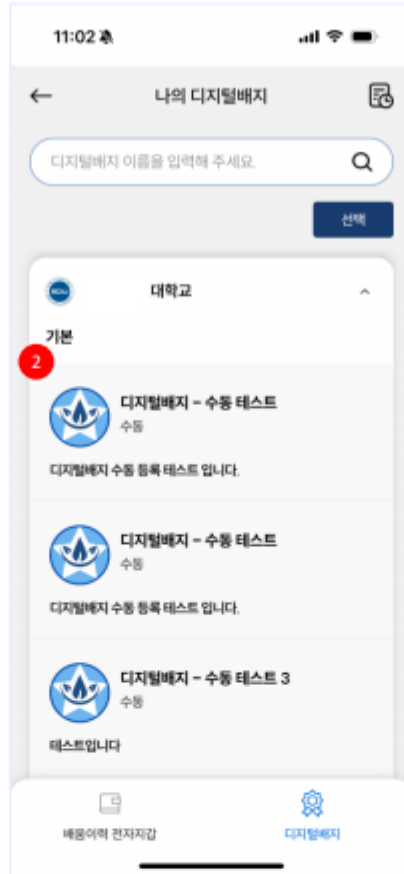 11:02
나의 디지털배지
디지털배지 이름을 입력해 주세요.
선택
대학교
기본
2
디지털배지 - 수동 테스트
수동
디지털배지 수동 등록 테스트 입니다.
디지털배지 - 수동 테스트
수동
디지털배지 수동 등록 테스트 입니다.
디지털배지 - 수동 테스트 3
수동
테스트입니다
배움이력 전자지갑
디지털배지